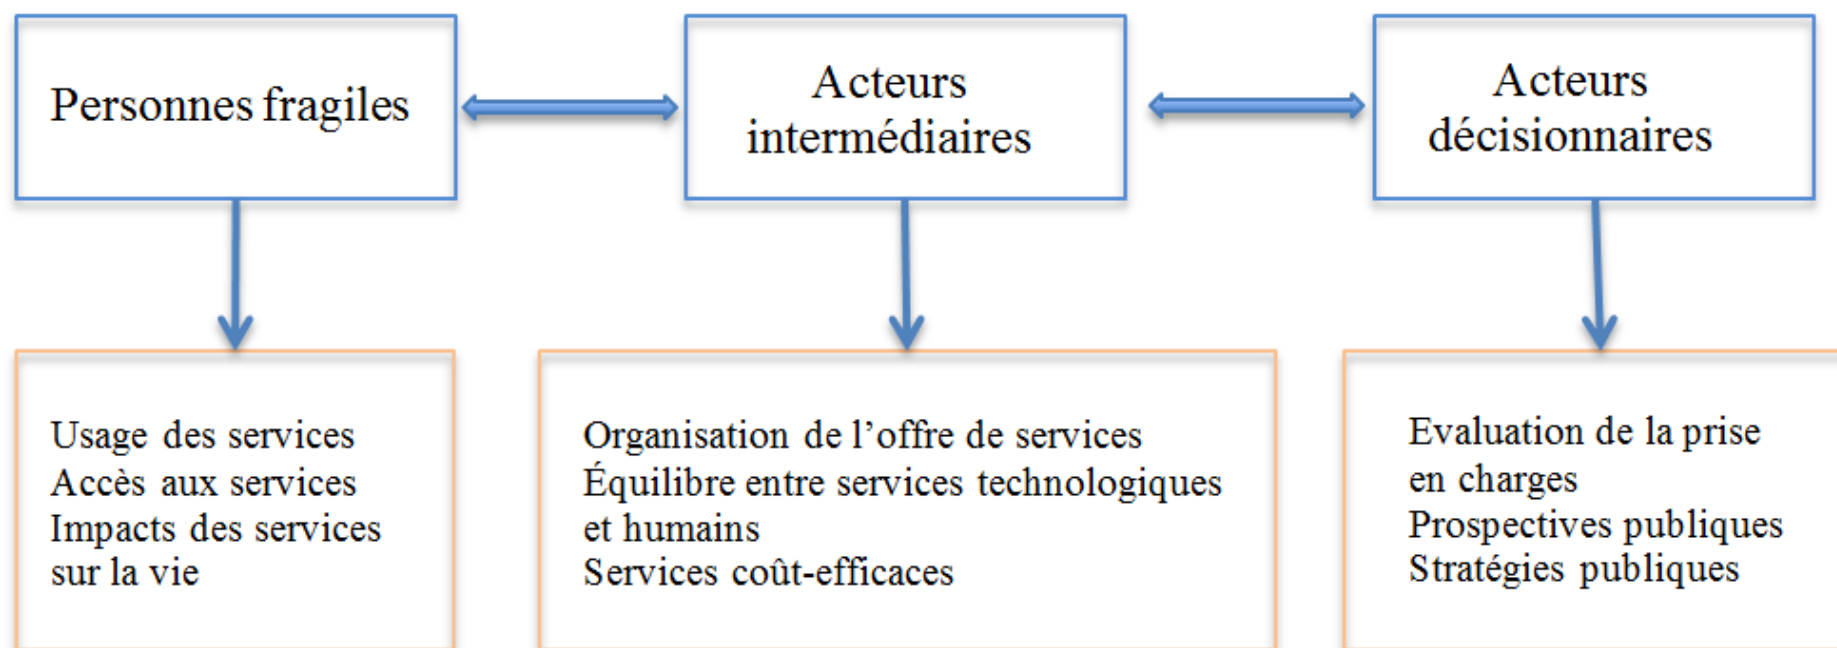 Personnes fragiles
Acteurs
intermédiaires
Acteurs
décisionnaires
Usage des services
Accès aux services
Impacts des services
sur la vie
Organisation de l’offre de services
Équilibre entre services technologiques
et humains
Services coût-efficaces
Evaluation de la prise
en charges
Prospectives publiques
Stratégies publiques